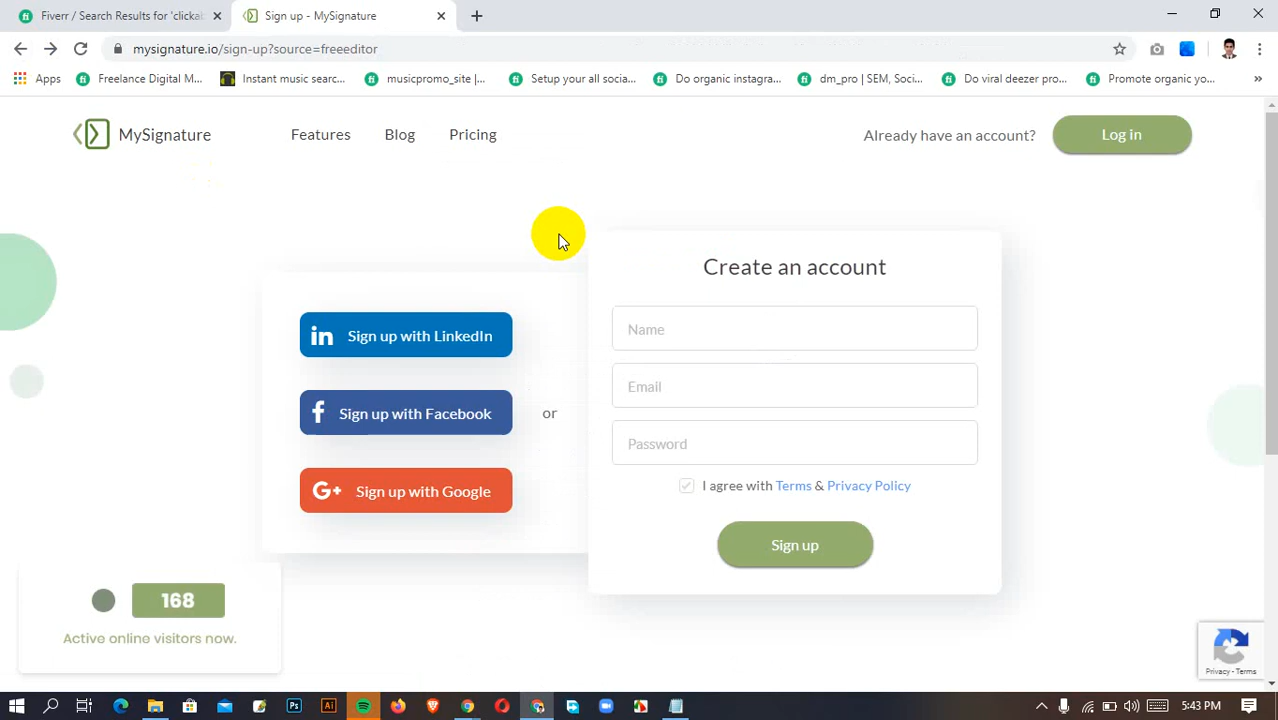 Fiverr / Search Results for 'clickab
Sign up - MySignature
mysignature.io/sign-up?source=freeeditor
Apps
Freelance Digital M...
Instant music searc...
musicpromo_site |...
Setup your all socia...
Do organic instagra...
dm_pro | SEM, Soci...
Do viral deezer pro...
Promote organic yo...
MySignature
Features
Blog
Pricing
Already have an account?
Log in
Create an account
Sign up with LinkedIn
Sign up with Facebook
Sign up with Google
or
Name
Email
Password
I agree with Terms & Privacy Policy
Sign up
168
Active online visitors now.
Privacy - Terms
5:43 PM